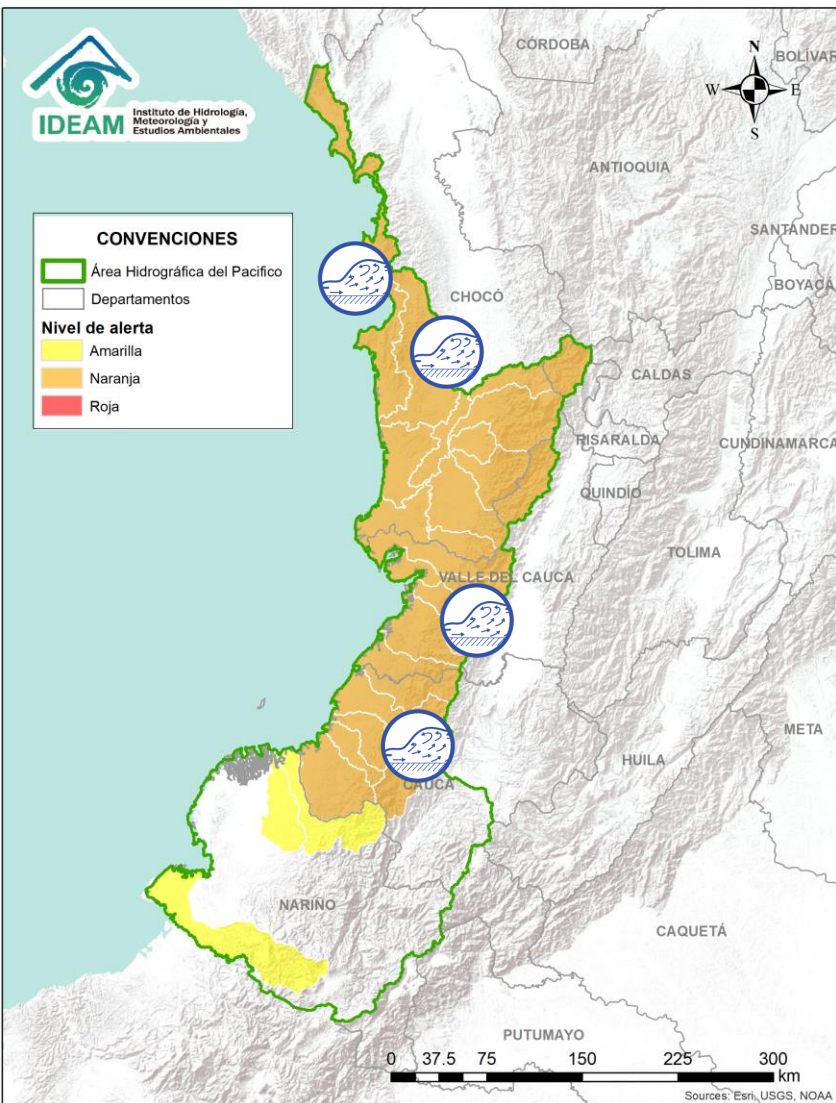 IDEAM
Instituto de Hidrología,
Meteorología y
Estudios Ambientales
CÓRDOBA
BOLÍVAR
N
W
E
S
ANTIOQUIA
SANTANDER
BOYACÁ
CONVENCIONES
Área Hidrográfica del Pacifico
Departamentos
Nivel de alerta
Amarilla
Naranja
Roja
CHOCÓ
CALDAS
RISARALDA
CUNDINAMARCA
QUINDÍO
TOLIMA
VALLE DEL CAUCA
META
HUILA
CAUCA
NARIÑO
CAQUETÁ
PUTUMAYO
0 37.5 75 150 225 300
km
Sources: Esri, USGS, NOAA